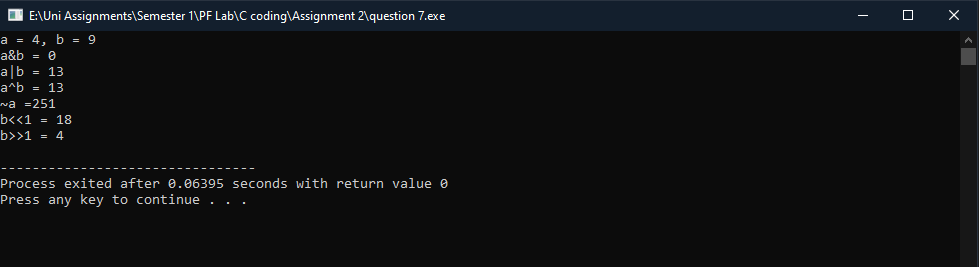 E:\Uni Assignments\Semester 1\PF Lab\C coding\Assignment 2\question 7.exe
a = 4, b = 9
a&b = 0
a|b = 13
a^b = 13
~a =251
b<<1 = 18
b>>1 = 4
--------------------------------
Process exited after 0.06395 seconds with return value 0
Press any key to continue . . .